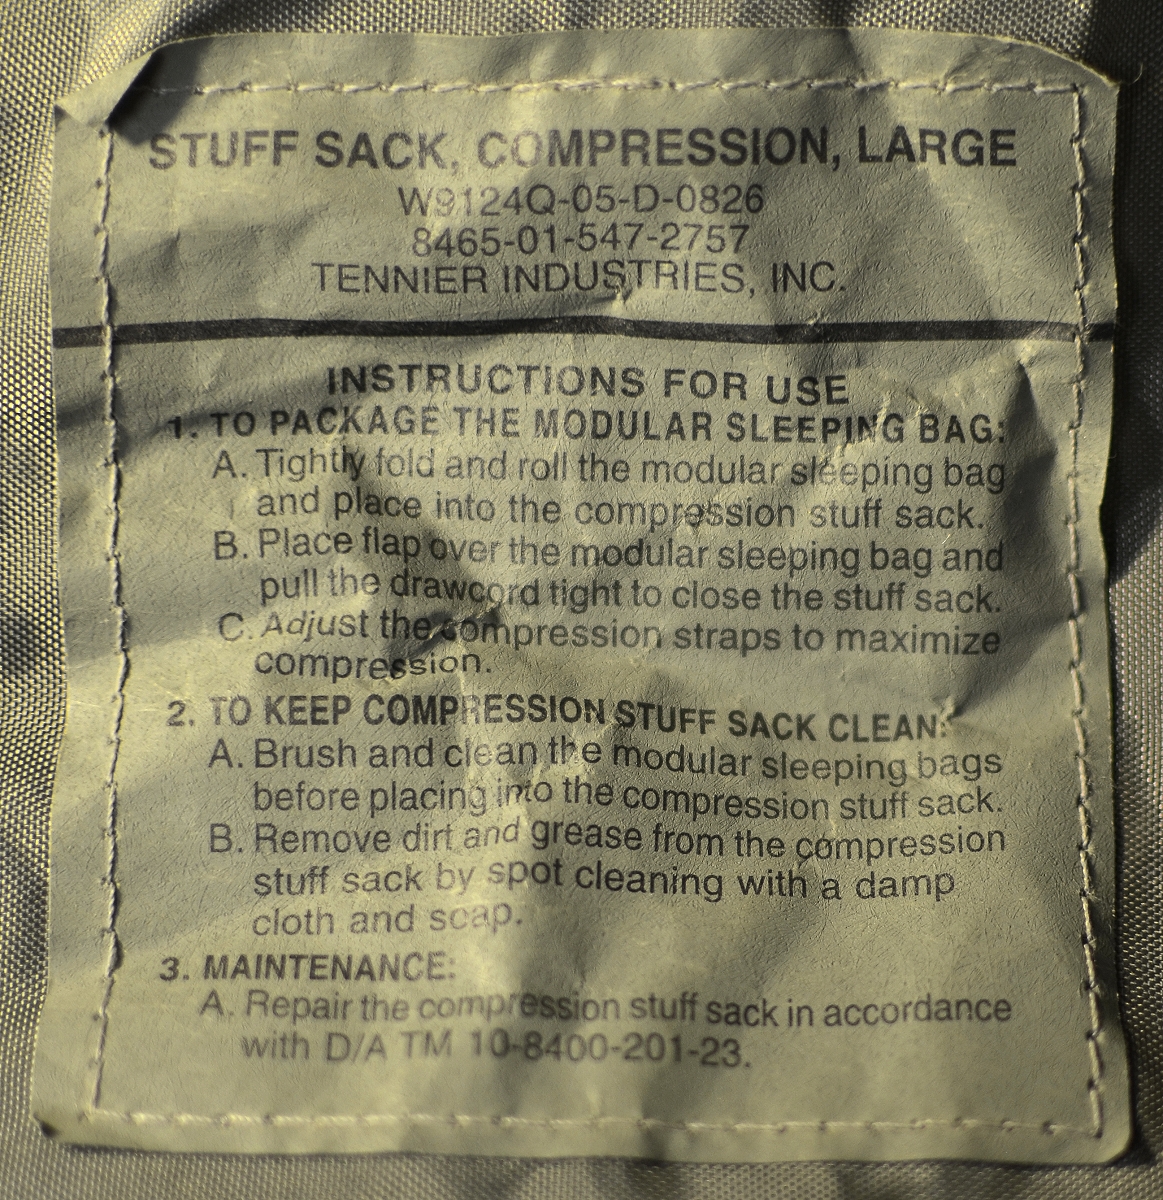 STUFF SACK, COMPRESSION, LARGE
W9124Q-05-D-0826
8465-01-547-2757
TENNIER INDUSTRIES, INC.
INSTRUCTIONS FOR USE
1. TO PACKAGE THE MODULAR SLEEPING BAG:
A. Tightly fold and roll the modular sleeping bag
and place into the compression stuff sack.
B. Place flap over the modular sleeping bag and
pull the drawcord tight to close the stuff sack.
C. Adjust the compression straps to maximize
compression.
2. TO KEEP COMPRESSION STUFF SACK CLEAN:
A. Brush and clean the modular sleeping bags
before placing into the compression stuff sack.
B. Remove dirt and grease from the compression
stuff sack by spot cleaning with a damp
cloth and soap.
3. MAINTENANCE:
A. Repair the compression stuff sack in accordance
with D/A TM 10-8400-201-23.